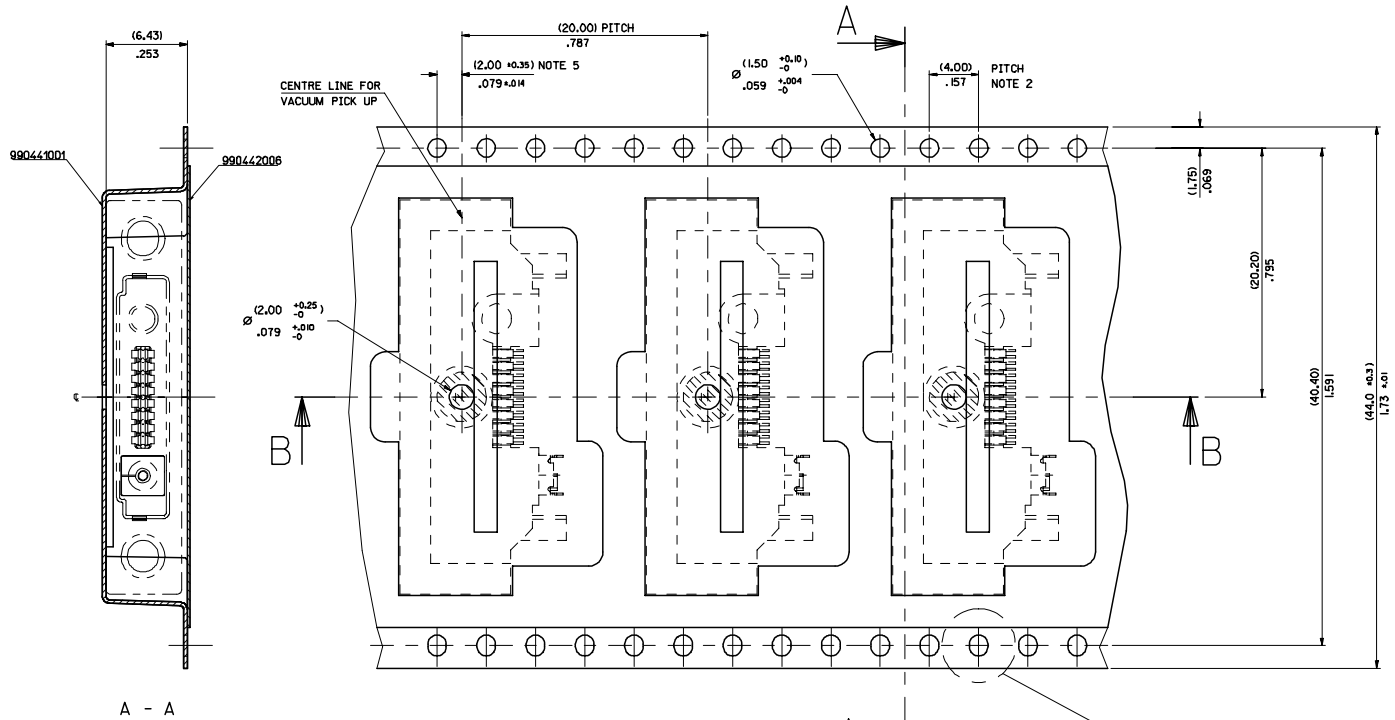 (6.43)
.253
(20.00) PITCH
.787
(2.00 ±0.35) NOTE 5
.079±.014
CENTRE LINE FOR
VACUUM PICK UP
A
Ø (1.50 +0.10 -0)
.059 +.004 -0
(4.00) PITCH
.157 NOTE 2
990441001
990442006
(1.75)
.069
(20.20)
.795
Ø (2.00 +0.25 -0)
.079 +.010 -0
(40.40)
1.591
(44.0 ±0.3)
1.73 ±.01
B
B
A - A